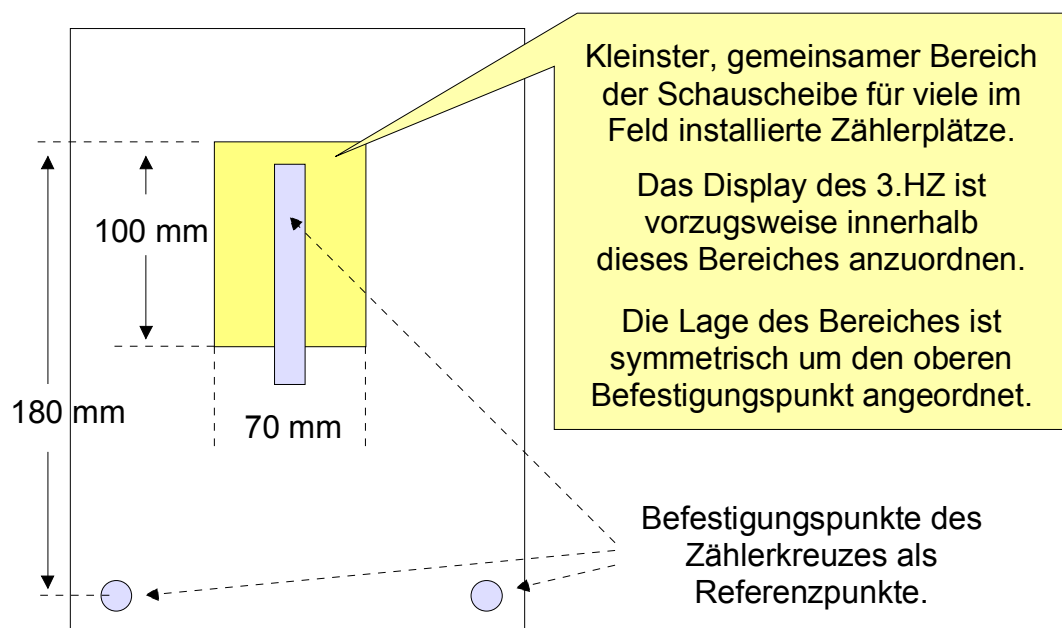 Kleinster, gemeinsamer Bereich
der Schauscheibe für viele im
Feld installierte Zählerplätze.
Das Display des 3.HZ ist
vorzugsweise innerhalb
dieses Bereiches anzuordnen.
Die Lage des Bereiches ist
symmetrisch um den oberen
Befestigungspunkt angeordnet.
100 mm
180 mm
70 mm
Befestigungspunkte des
Zählerkreuzes als
Referenzpunkte.